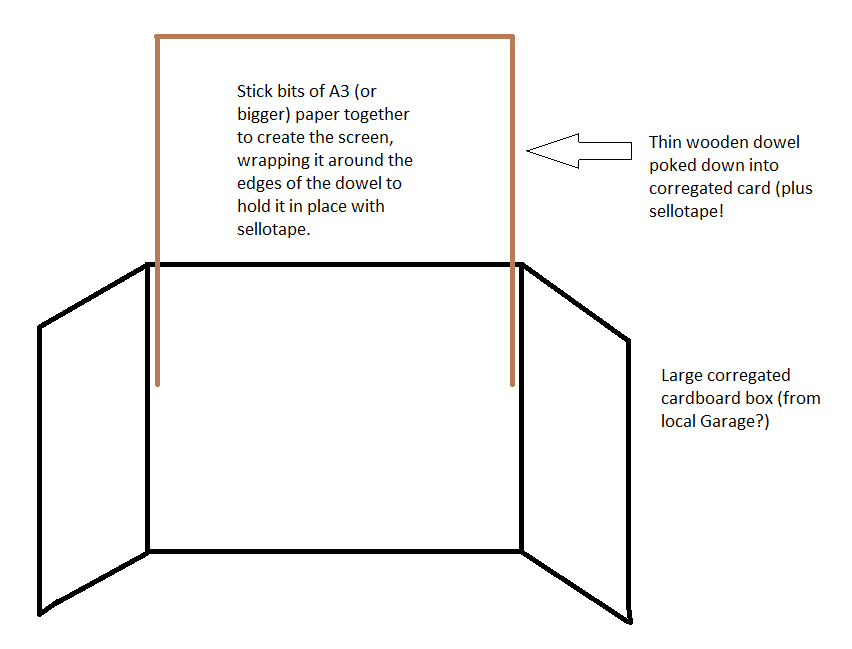 Stick bits of A3 (or
bigger) paper together
to create the screen,
wrapping it around the
edges of the dowel to
hold it in place with
sellotape.
Thin wooden dowel
poked down into
corregated card (plus
sellotape!
Large corregated
cardboard box (from
local Garage?)